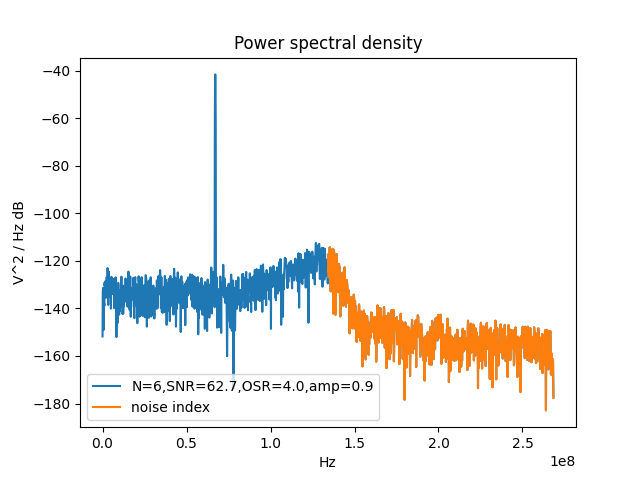 Power spectral density
V^2 / Hz dB
−40
−60
−80
−100
−120
−140
−160
−180
N=6,SNR=62.7,OSR=4.0,amp=0.9
noise index
0.0 0.5 1.0 1.5 2.0 2.5
1e8
Hz